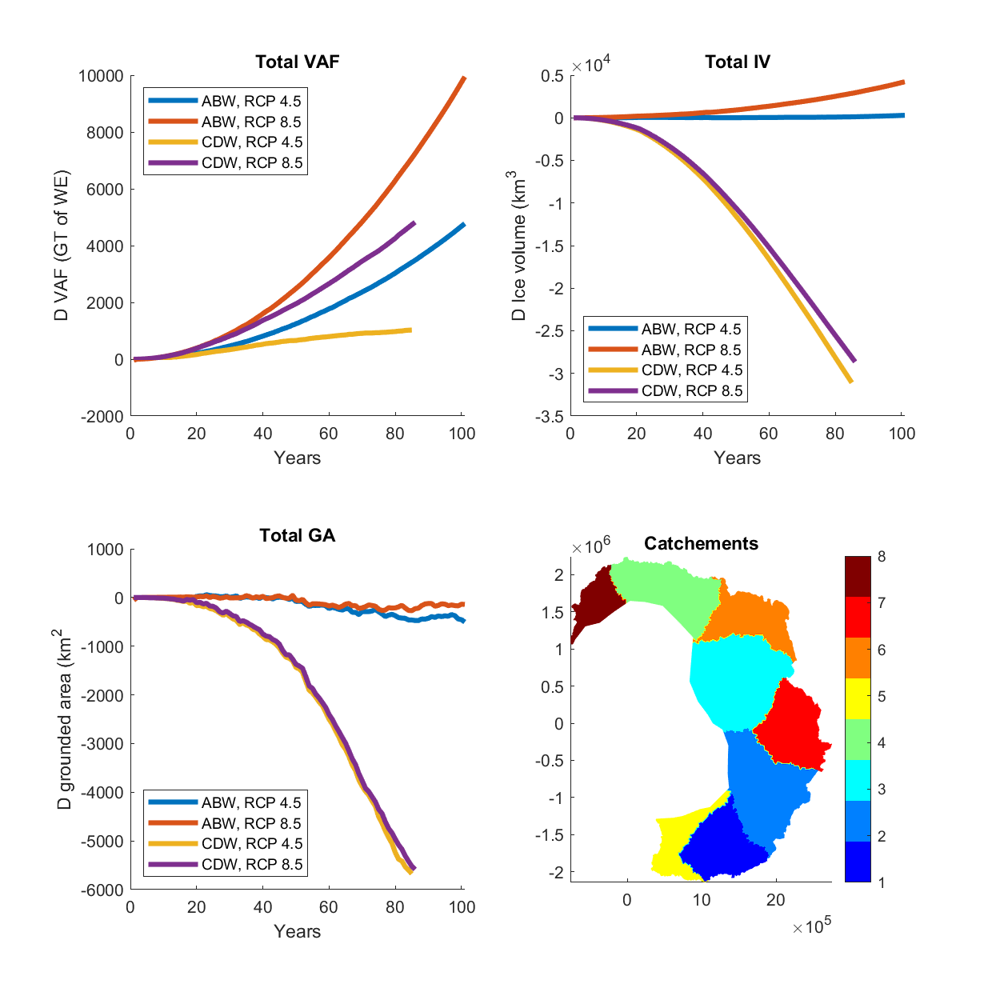 Total VAF
10000
8000
6000
4000
2000
0
-2000
D VAF (GT of WE)
ABW, RCP 4.5
ABW, RCP 8.5
CDW, RCP 4.5
CDW, RCP 8.5
0 20 40 60 80 100
Years
×10^4
Total IV
0.5
0
-0.5
-1
-1.5
-2
-2.5
-3
-3.5
D Ice volume (km^3
ABW, RCP 4.5
ABW, RCP 8.5
CDW, RCP 4.5
CDW, RCP 8.5
0 20 40 60 80 100
Years
Total GA
1000
0
-1000
-2000
-3000
-4000
-5000
-6000
D grounded area (km^2
ABW, RCP 4.5
ABW, RCP 8.5
CDW, RCP 4.5
CDW, RCP 8.5
0 20 40 60 80 100
Years
×10^6
Catchements
2
1.5
1
0.5
0
-0.5
-1
-1.5
-2
0 10 20
×10^5
8
7
6
5
4
3
2
1